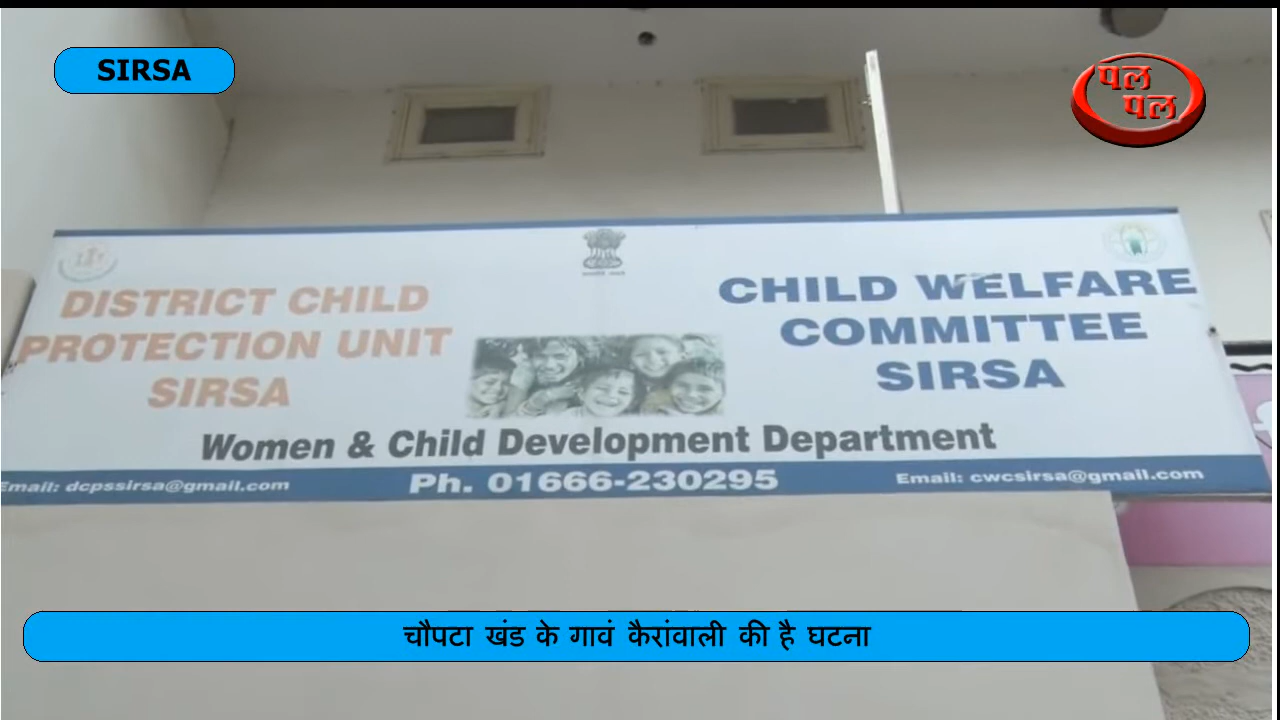 SIRSA
पल
पल
DISTRICT CHILD
PROTECTION UNIT
SIRSA
CHILD WELFARE
COMMITTEE
SIRSA
Women & Child Development Department
Email: dcpssirsa@gmail.com
Ph. 01666-230295
Email: cwcsirsa@gmail.com
चौपटा खंड के गावं कैरांवाली की है घटना